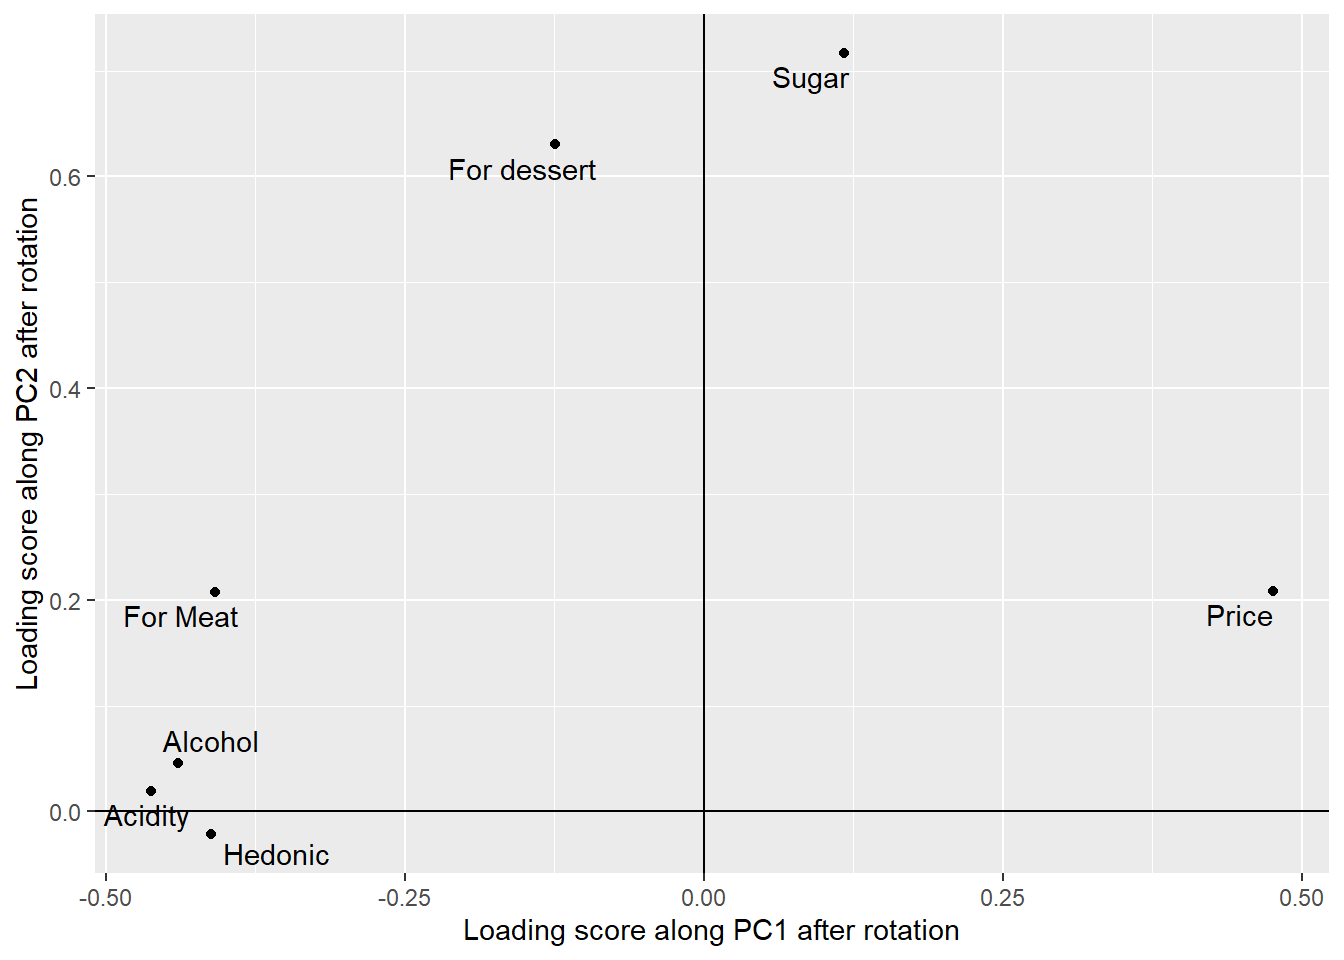 Sugar
For dessert
0.6
0.4
For Meat
0.2
Price
Alcohol
Acidity
0.0
Hedonic
-0.50
-0.25
0.00
0.25
0.50
Loading score along PC1 after rotation
Loading score along PC2 after rotation